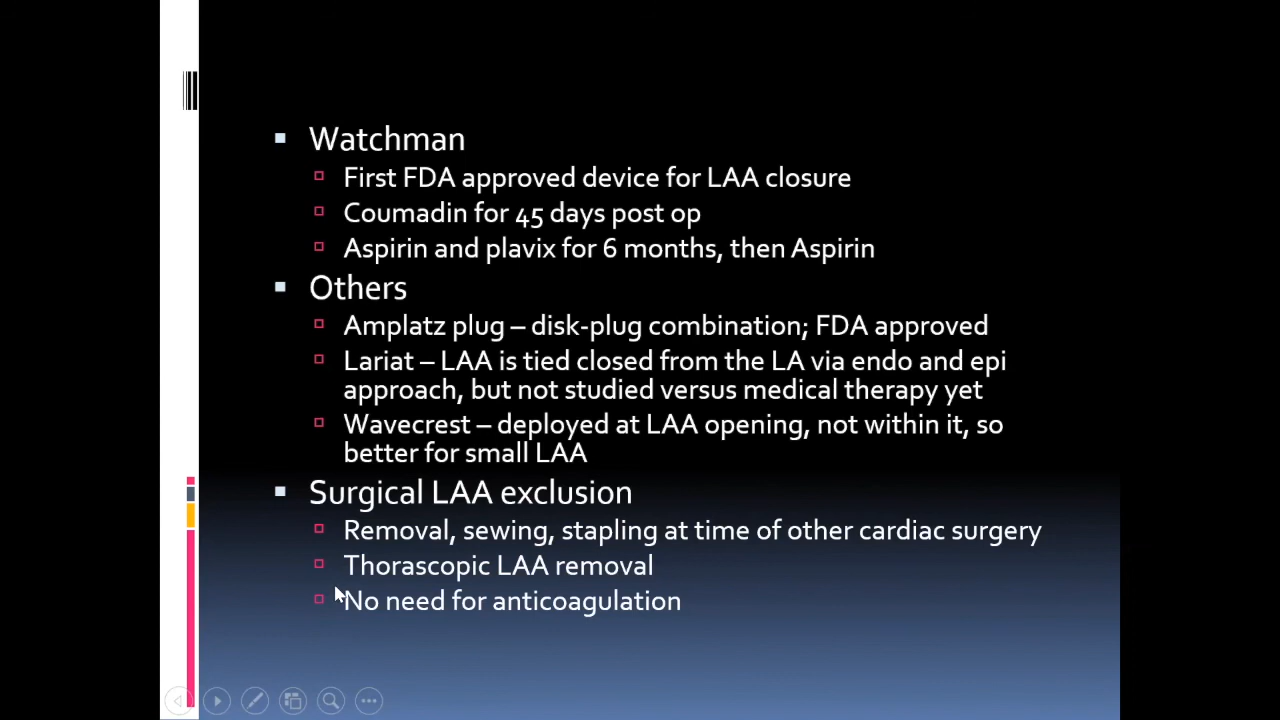 Watchman
First FDA approved device for LAA closure
Coumadin for 45 days post op
Aspirin and plavix for 6 months, then Aspirin
Others
Amplatz plug – disk-plug combination; FDA approved
Lariat – LAA is tied closed from the LA via endo and epi
approach, but not studied versus medical therapy yet
Wavecrest – deployed at LAA opening, not within it, so
better for small LAA
Surgical LAA exclusion
Removal, sewing, stapling at time of other cardiac surgery
Thorascopic LAA removal
No need for anticoagulation